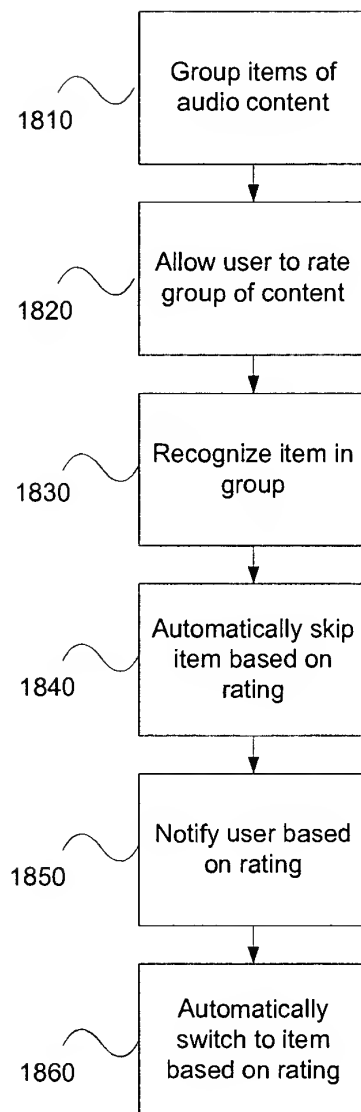 Group items of
audio content
1810
Allow user to rate
group of content
1820
Recognize item in
group
1830
Automatically skip
item based on
rating
1840
Notify user based
on rating
1850
Automatically
switch to item
based on rating
1860